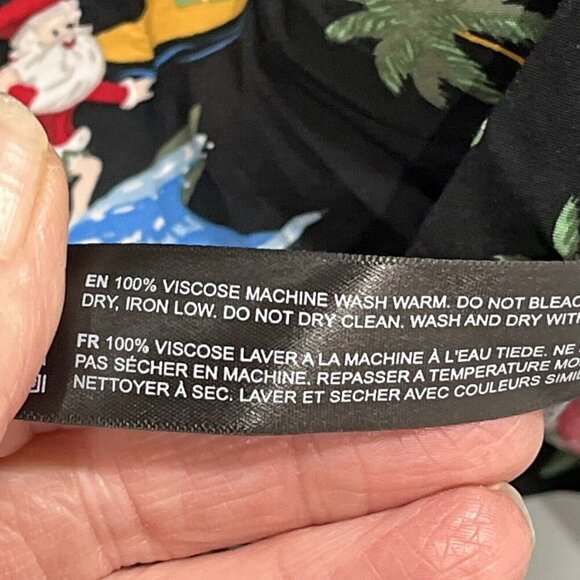 EN 100% VISCOSE MACHINE WASH WARM. DO NOT BLEAC
DRY, IRON LOW. DO NOT DRY CLEAN. WASH AND DRY WITH
FR 100% VISCOSE LAVER A LA MACHINE À L'EAU TIEDE. NE
PAS SÉCHER EN MACHINE. REPASSER A TEMPERATURE MO
NETTOYER À SEC. LAVER ET SECHER AVEC COULEURS SIMI